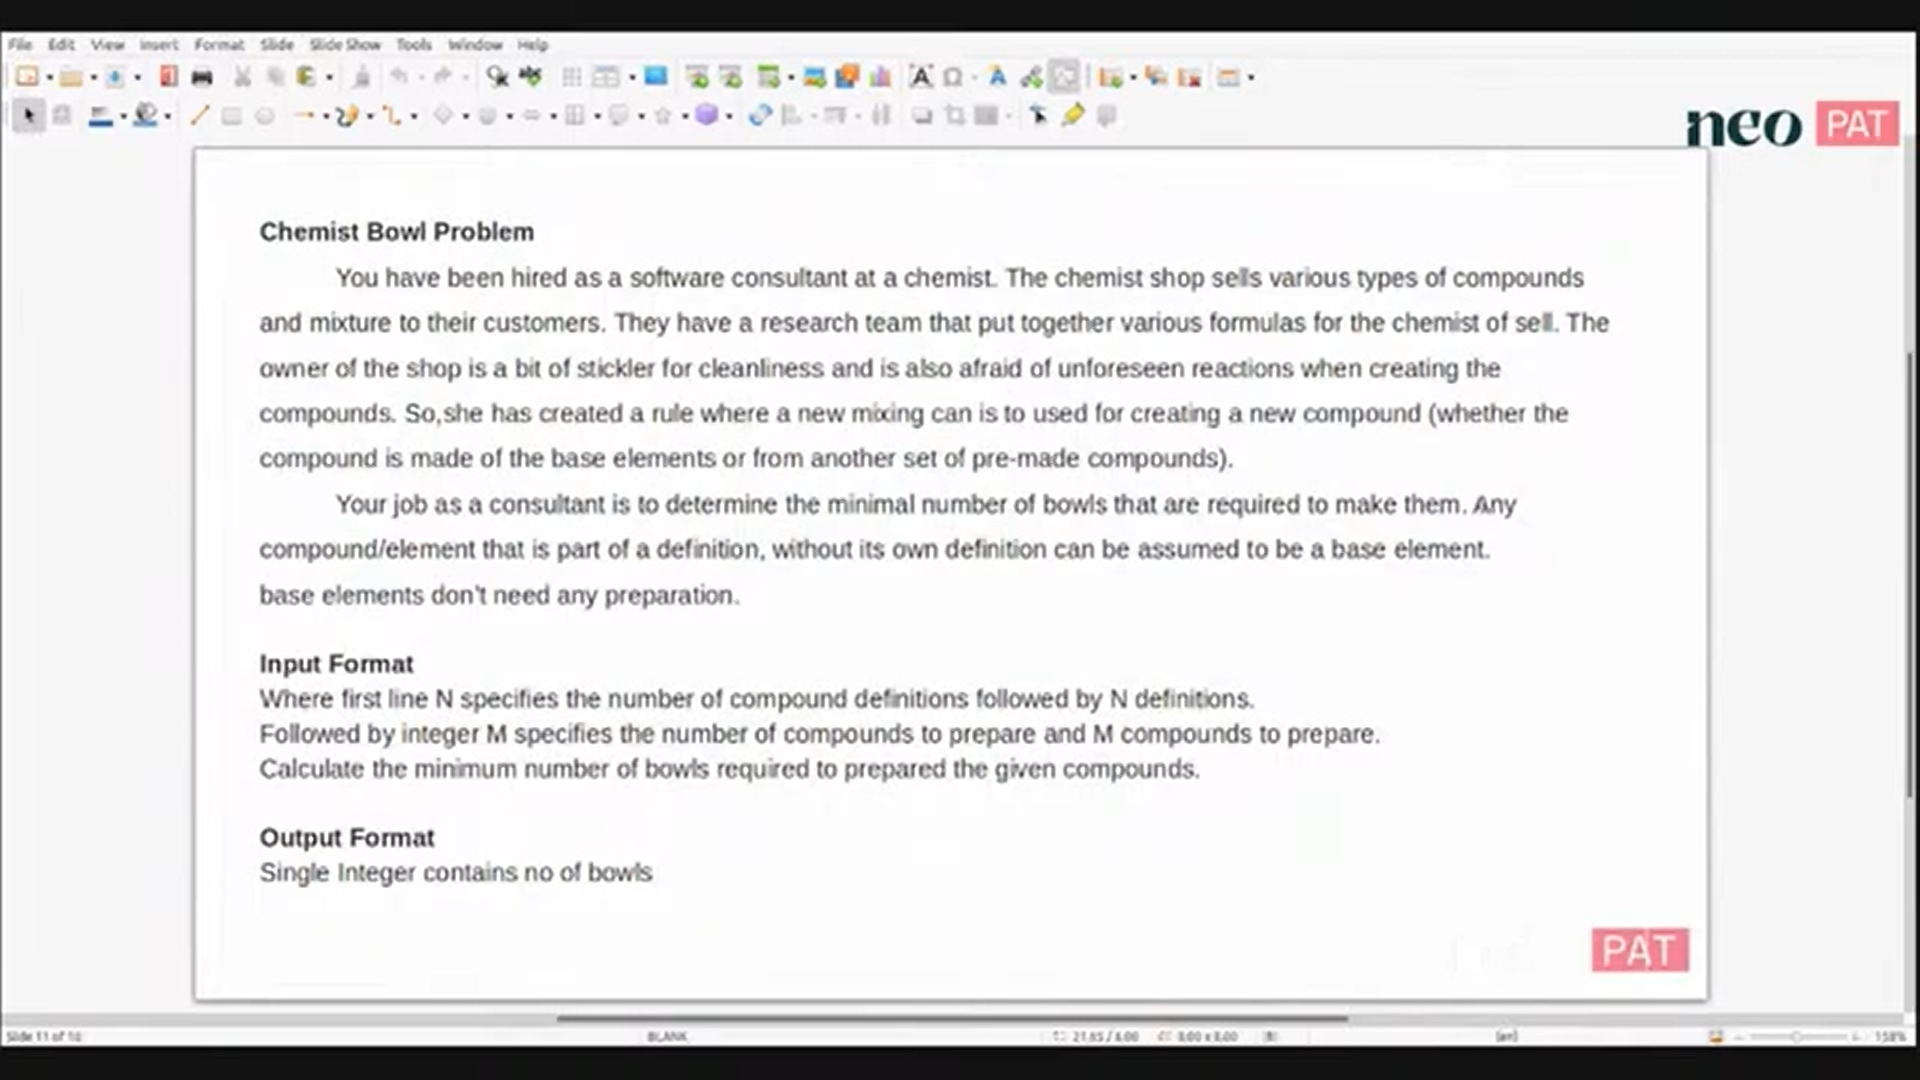 File Edit View Insert Format Slide Slide Show Tools Window Help
neo PAT
Chemist Bowl Problem
You have been hired as a software consultant at a chemist. The chemist shop sells various types of compounds
and mixture to their customers. They have a research team that put together various formulas for the chemist of sell. The
owner of the shop is a bit of stickler for cleanliness and is also afraid of unforeseen reactions when creating the
compounds. So,she has created a rule where a new mixing can is to used for creating a new compound (whether the
compound is made of the base elements or from another set of pre-made compounds).
Your job as a consultant is to determine the minimal number of bowls that are required to make them. Any
compound/element that is part of a definition, without its own definition can be assumed to be a base element.
base elements don't need any preparation.
Input Format
Where first line N specifies the number of compound definitions followed by N definitions.
Followed by integer M specifies the number of compounds to prepare and M compounds to prepare.
Calculate the minimum number of bowls required to prepared the given compounds.
Output Format
Single Integer contains no of bowls
PAT
Slide 11 of 16 BLANK 21.65 / 6.00 0.00 x 0.00 158%